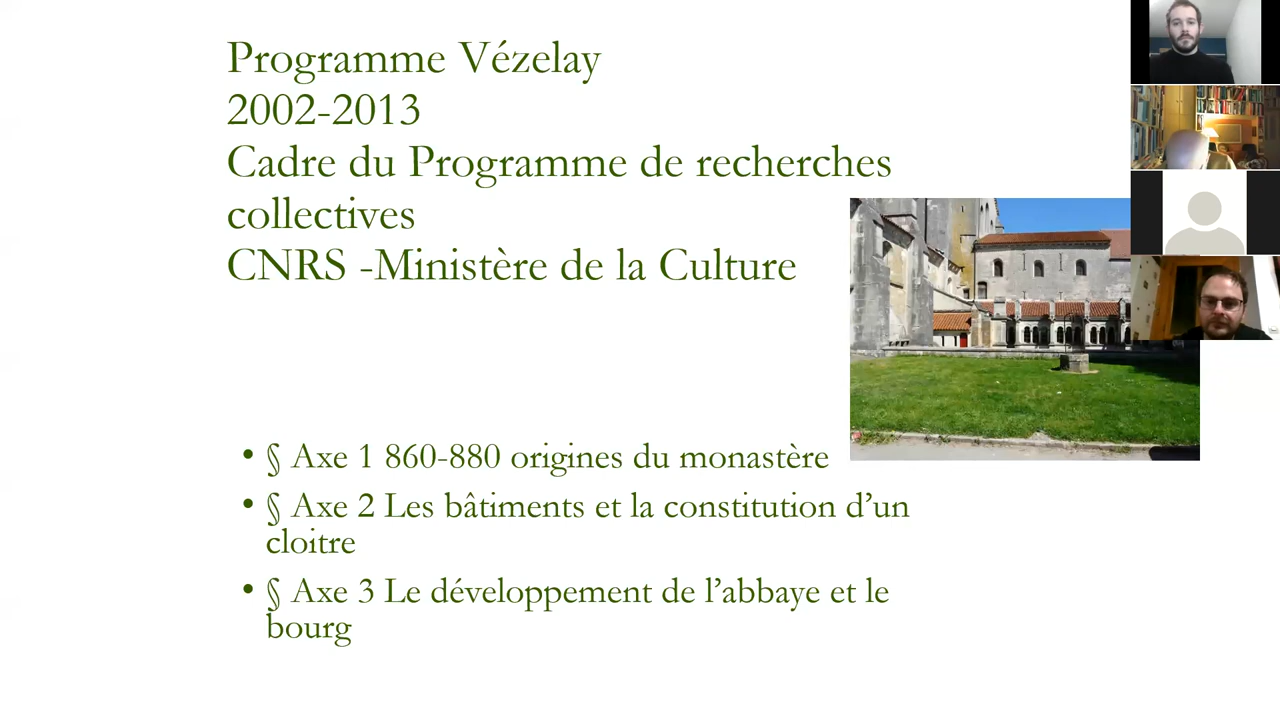 Programme Vézelay
2002-2013
Cadre du Programme de recherches
collectives
CNRS -Ministère de la Culture
• § Axe 1 860-880 origines du monastère
• § Axe 2 Les bâtiments et la constitution d’un
cloitre
• § Axe 3 Le développement de l’abbaye et le
bourg